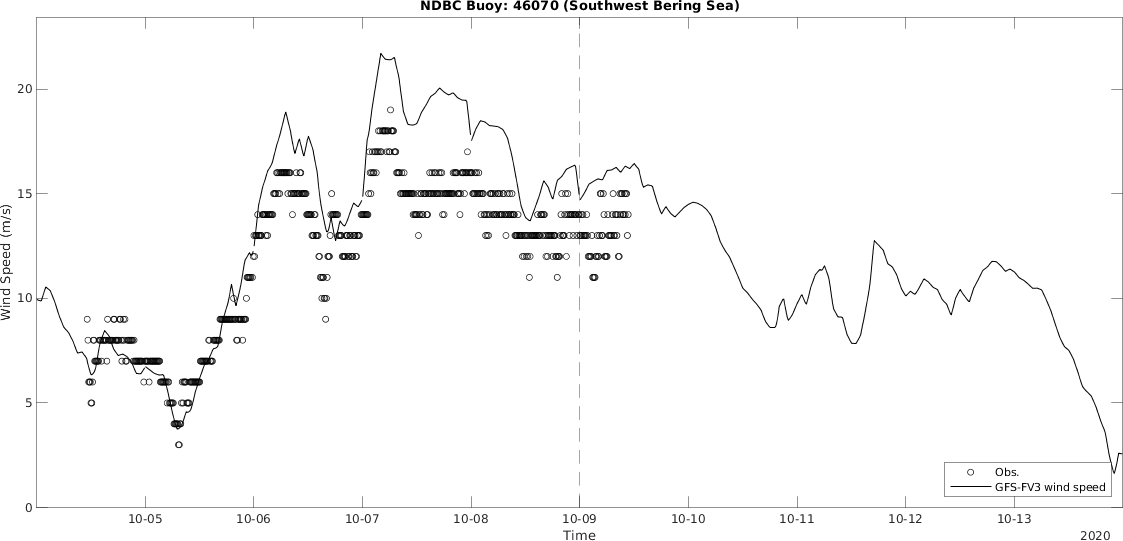 NDBC Buoy: 46070 (Southwest Bering Sea)
Wind Speed (m/s)
20
15
10
5
0
10-05 10-06 10-07 10-08 10-09 10-10 10-11 10-12 10-13
Time
2020
Obs.
GFS-FV3 wind speed